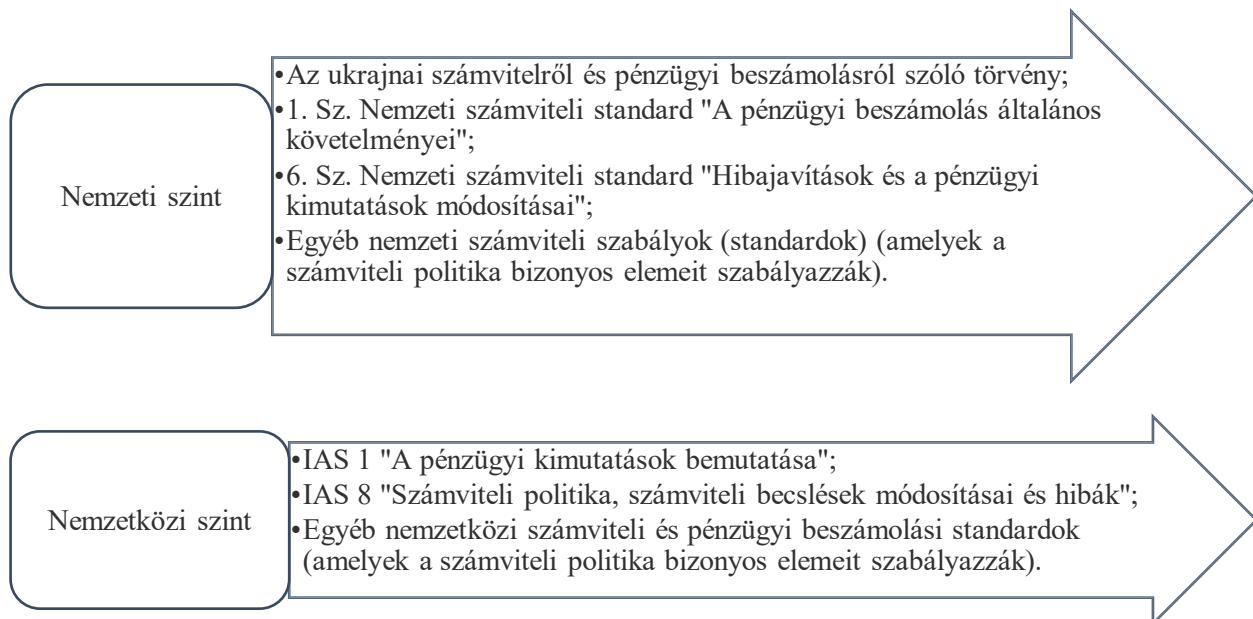 Nemzeti szint
•Az ukrajnai számvitelről és pénzügyi beszámolásról szóló törvény;
•1. Sz. Nemzeti számviteli standard "A pénzügyi beszámolás általános
követelményei";
•6. Sz. Nemzeti számviteli standard "Hibajavítások és a pénzügyi
kimutatások módosításai";
•Egyéb nemzeti számviteli szabályok (standardok) (amelyek a
számviteli politika bizonyos elemeit szabályazzák).
Nemzetközi szint
•IAS 1 "A pénzügyi kimutatások bemutatása";
•IAS 8 "Számviteli politika, számviteli becslések módosításai és hibák";
•Egyéb nemzetközi számviteli és pénzügyi beszámolási standardok
(amelyek a számviteli politika bizonyos elemeit szabályazzák).